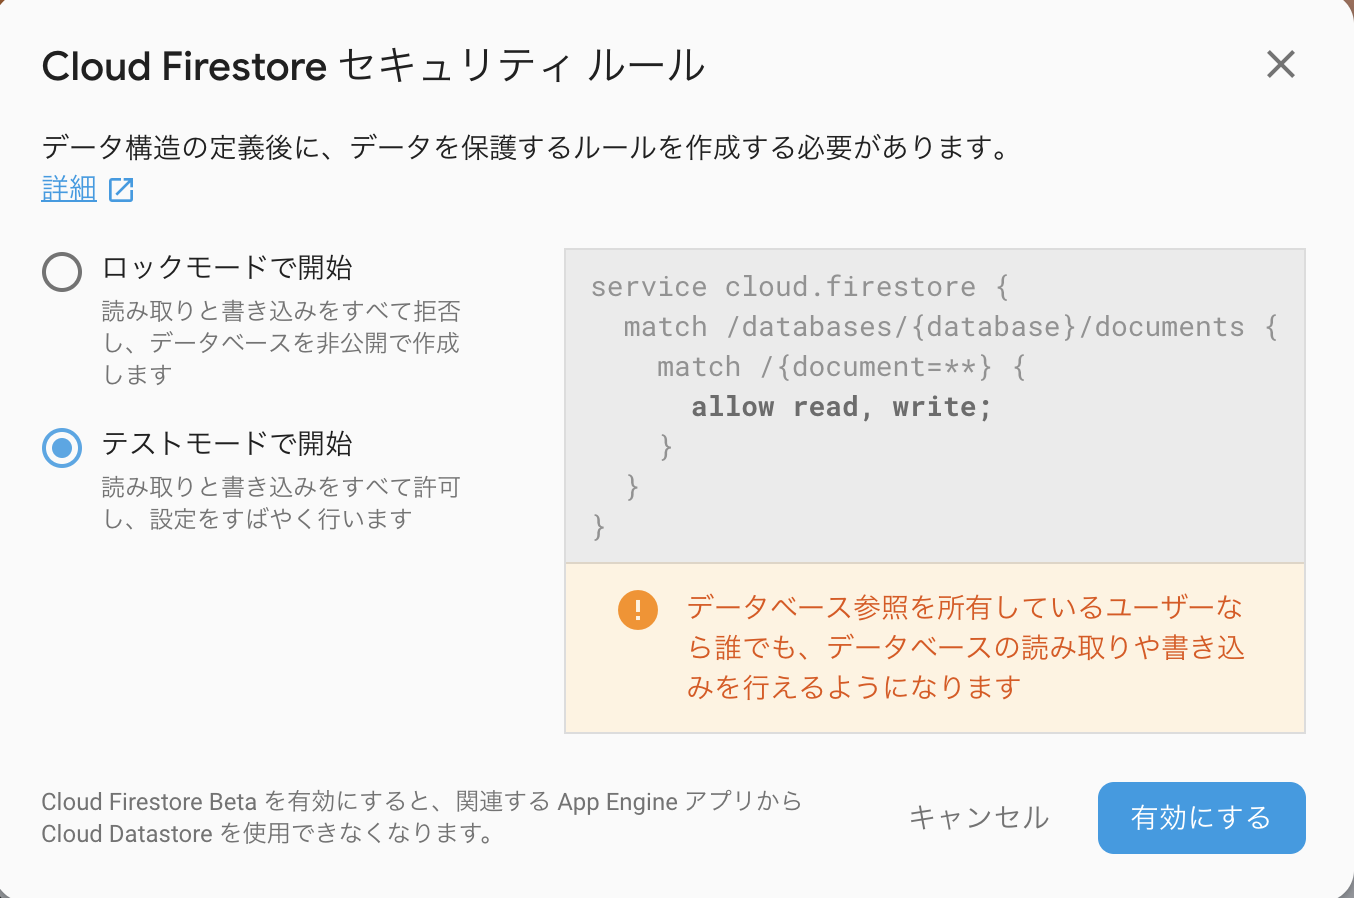 Cloud Firestore セキュリティ ルール
データ構造の定義後に、データを保護するルールを作成する必要があります。
詳細
ロックモードで開始
読み取りと書き込みをすべて拒否
し、データベースを非公開で作成
します
テストモードで開始
読み取りと書き込みをすべて許可
し、設定をすばやく行います
service cloud.firestore {
match /databases/{database}/documents {
match /{document=**} {
allow read, write;
}
}
}
データベース参照を所有しているユーザーな
ら誰でも、データベースの読み取りや書き込
みを行えるようになります
Cloud Firestore Beta を有効にすると、関連する App Engine アプリから
Cloud Datastore を使用できなくなります。
キャンセル
有効にする